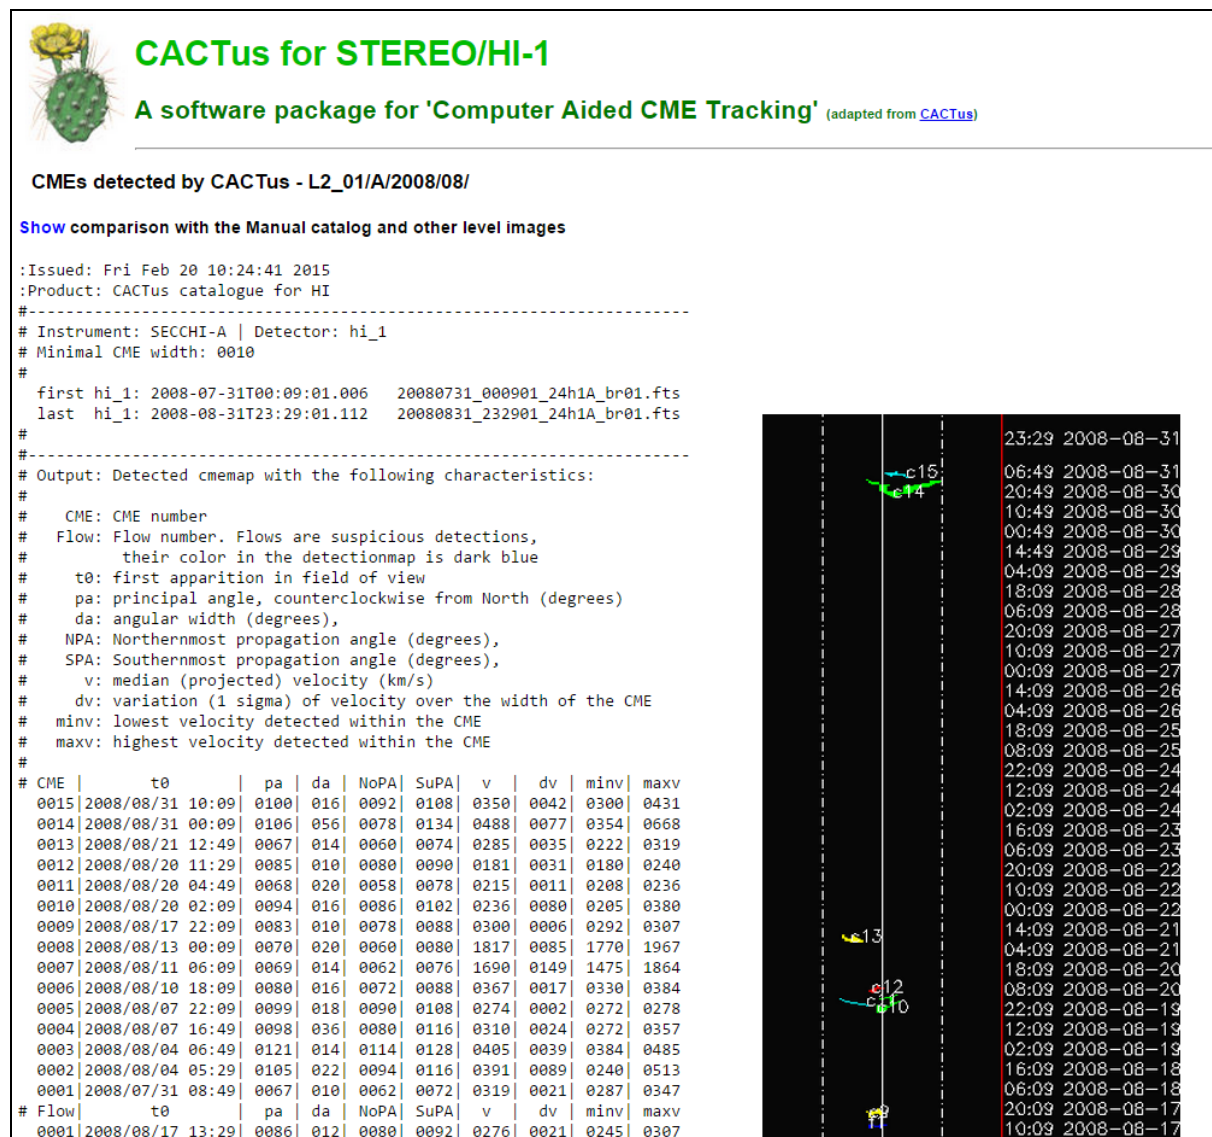 CACTus for STEREO/HI-1
A software package for 'Computer Aided CME Tracking' (adapted from CACTus)
CMEs detected by CACTus - L2_01/A/2008/08/
Show comparison with the Manual catalog and other level images
:Issued: Fri Feb 20 10:24:41 2015
:Product: CACTus catalogue for HI
#----------------------------------------------------------------------
# Instrument: SECCHI-A | Detector: hi_1
# Minimal CME width: 0010
#
first hi_1: 2008-07-31T00:09:01.006   20080731_000901_24h1A_br01.fts
last  hi_1: 2008-08-31T23:29:01.112   20080831_232901_24h1A_br01.fts
#
#----------------------------------------------------------------------
# Output: Detected cmemap with the following characteristics:
#
#    CME: CME number
#   Flow: Flow number. Flows are suspicious detections,
#          their color in the detectionmap is dark blue
#     t0: first apparition in field of view
#     pa: principal angle, counterclockwise from North (degrees)
#     da: angular width (degrees),
#    NPA: Northernmost propagation angle (degrees),
#    SPA: Southernmost propagation angle (degrees),
#      v: median (projected) velocity (km/s)
#     dv: variation (1 sigma) of velocity over the width of the CME
#   minv: lowest velocity detected within the CME
#   maxv: highest velocity detected within the CME
#
# CME |       t0       |  pa | da | NoPA| SuPA|  v  |  dv | minv| maxv
0015|2008/08/31 10:09| 0100| 016| 0092| 0108| 0350| 0042| 0300| 0431
0014|2008/08/31 00:09| 0106| 056| 0078| 0134| 0488| 0077| 0354| 0668
0013|2008/08/21 12:49| 0067| 014| 0060| 0074| 0285| 0035| 0222| 0319
0012|2008/08/20 11:29| 0085| 010| 0080| 0090| 0181| 0031| 0180| 0240
0011|2008/08/20 04:49| 0068| 020| 0058| 0078| 0215| 0011| 0208| 0236
0010|2008/08/20 02:09| 0094| 016| 0086| 0102| 0236| 0080| 0205| 0380
0009|2008/08/17 22:09| 0083| 010| 0078| 0088| 0300| 0006| 0292| 0307
0008|2008/08/13 00:09| 0070| 020| 0060| 0080| 1817| 0085| 1770| 1967
0007|2008/08/11 06:09| 0069| 014| 0062| 0076| 1690| 0149| 1475| 1864
0006|2008/08/10 18:09| 0080| 016| 0072| 0088| 0367| 0017| 0330| 0384
0005|2008/08/07 22:09| 0099| 018| 0090| 0108| 0274| 0002| 0272| 0278
0004|2008/08/07 16:49| 0098| 036| 0080| 0116| 0310| 0024| 0272| 0357
0003|2008/08/04 06:49| 0121| 014| 0114| 0128| 0405| 0039| 0384| 0485
0002|2008/08/04 05:29| 0105| 022| 0094| 0116| 0391| 0089| 0240| 0513
0001|2008/07/31 08:49| 0067| 010| 0062| 0072| 0319| 0021| 0287| 0347
# Flow|       t0       |  pa | da | NoPA| SuPA|  v  |  dv | minv| maxv
0001|2008/08/17 13:29| 0086| 012| 0080| 0092| 0276| 0021| 0245| 0307
23:29 2008-08-31
c15 06:49 2008-08-31
c14 20:49 2008-08-30
10:49 2008-08-30
00:49 2008-08-30
14:49 2008-08-29
04:09 2008-08-29
18:09 2008-08-28
06:09 2008-08-28
20:09 2008-08-27
10:09 2008-08-27
00:09 2008-08-27
14:09 2008-08-26
04:09 2008-08-26
18:09 2008-08-25
08:09 2008-08-25
22:09 2008-08-24
12:09 2008-08-24
02:09 2008-08-24
16:09 2008-08-23
06:09 2008-08-23
20:09 2008-08-22
10:09 2008-08-22
00:09 2008-08-22
14:09 2008-08-21
c13
04:09 2008-08-21
18:09 2008-08-20
c12 08:09 2008-08-20
c11
c10 22:09 2008-08-19
12:09 2008-08-19
02:09 2008-08-19
16:09 2008-08-18
06:09 2008-08-18
20:09 2008-08-17
10:09 2008-08-17